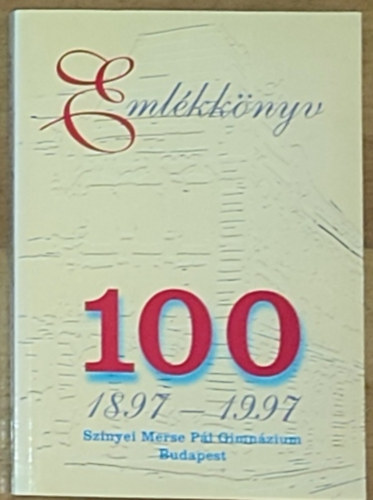 Emlékkönyv
100
1897 - 1997
Szinyei Merse Pál Gimnázium
Budapest